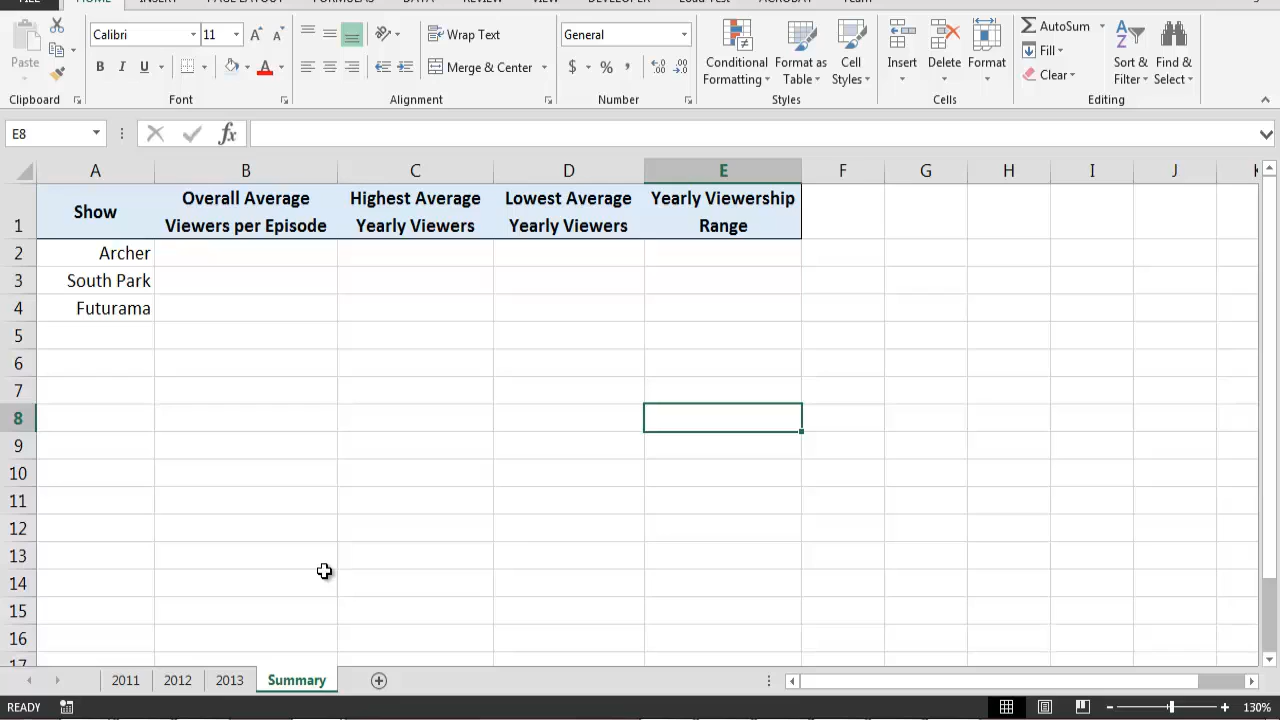 FILE HOME INSERT PAGE LAYOUT FORMULAS DATA REVIEW VIEW DEVELOPER Load Test ACROBAT Team
Paste
Clipboard
Calibri 11
B I U A
Font
Wrap Text
Merge & Center
Alignment
General
$ % ,
Number
Conditional Formatting
Format as Table
Cell Styles
Styles
Insert
Delete
Format
Cells
AutoSum
Fill
Clear
Sort & Filter
Find & Select
Editing
E8 fx
A B C D E F G H I J K
1 Show Overall Average Viewers per Episode Highest Average Yearly Viewers Lowest Average Yearly Viewers Yearly Viewership Range
2 Archer
3 South Park
4 Futurama
5
6
7
8
9
10
11
12
13
14
15
16
17
2011 2012 2013 Summary
READY 130%